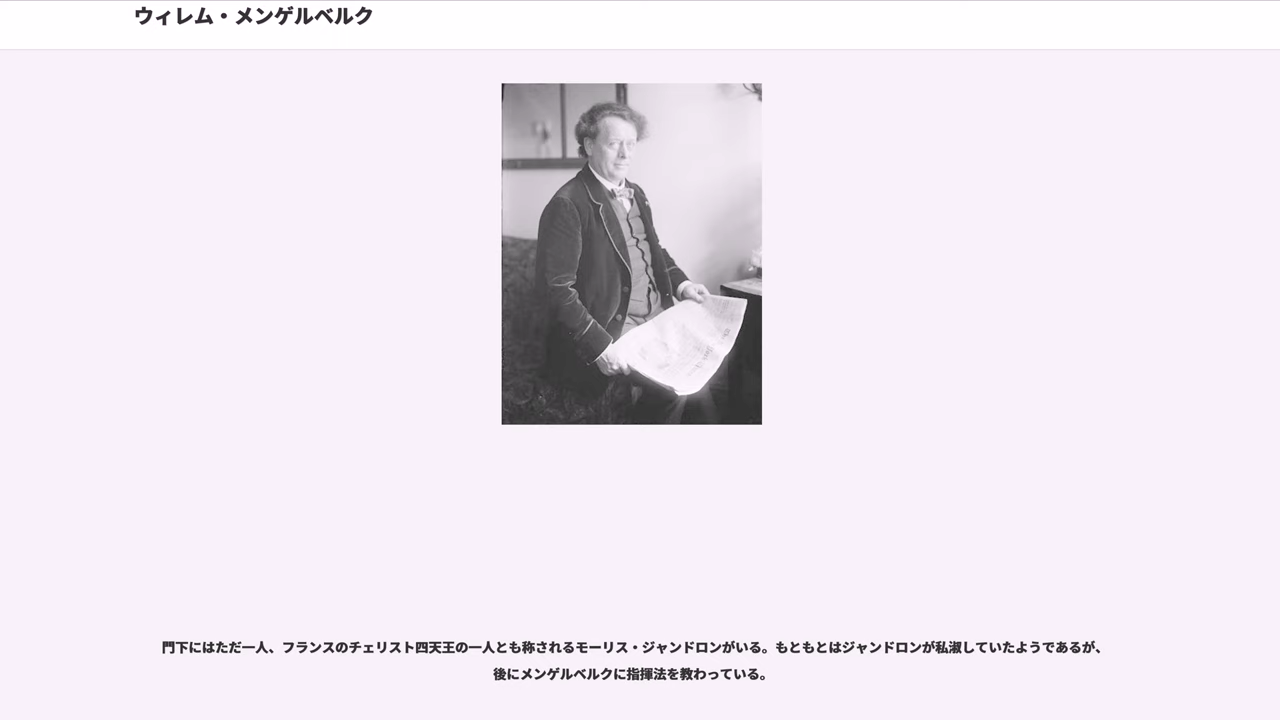 ウィレム・メンゲルベルク
門下にはただ一人、フランスのチェリスト四天王の一人とも称されるモーリス・ジャンドロンがいる。もともとはジャンドロンが私淑していたようであるが、
後にメンゲルベルクに指揮法を教わっている。